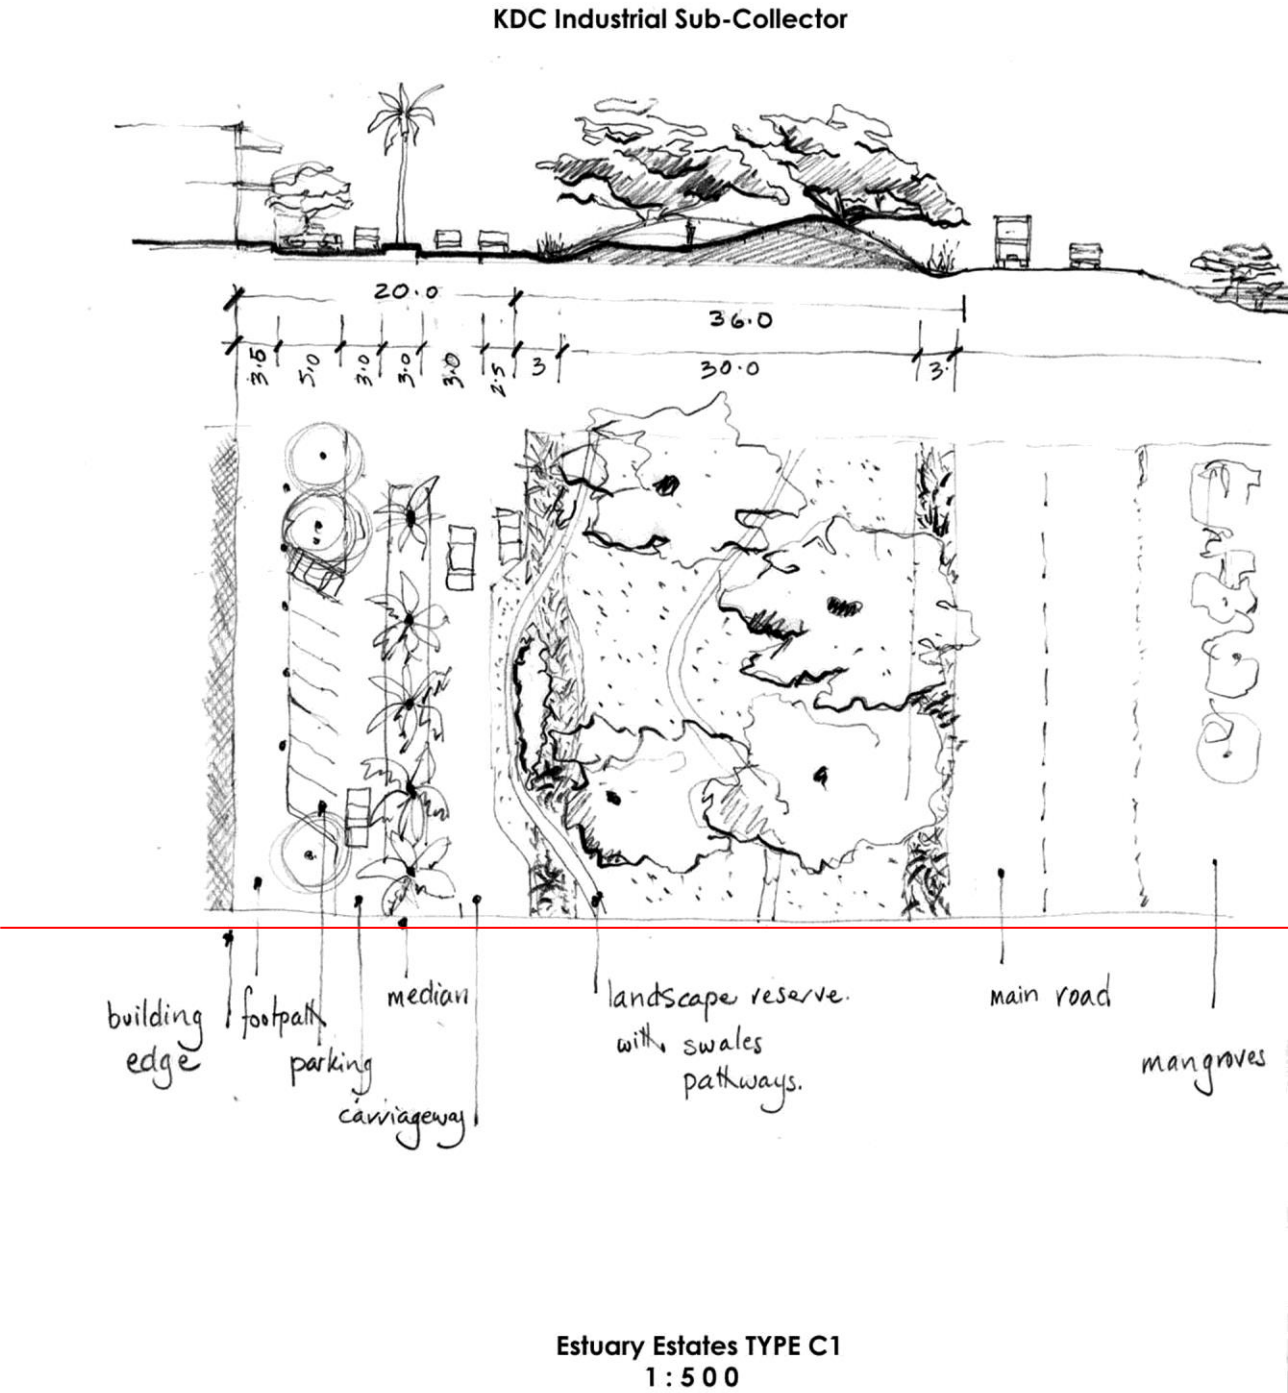 KDC Industrial Sub-Collector
20.0
36.0
3.5 5.0 3.0 3.0 3.0 2.5 3 30.0 3.
building edge
footpath
parking
carriageway
median
landscape reserve.
with swales
pathways.
main road
mangroves
Estuary Estates TYPE C1
1:500